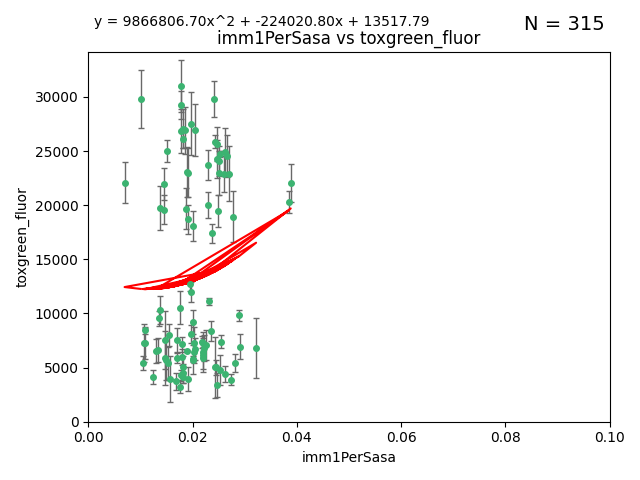 y = 9866806.70x^2 + -224020.80x + 13517.79
N = 315
imm1PerSasa vs toxgreen_fluor
30000
25000
20000
15000
10000
5000
0
toxgreen_fluor
0.00 0.02 0.04 0.06 0.08 0.10
imm1PerSasa